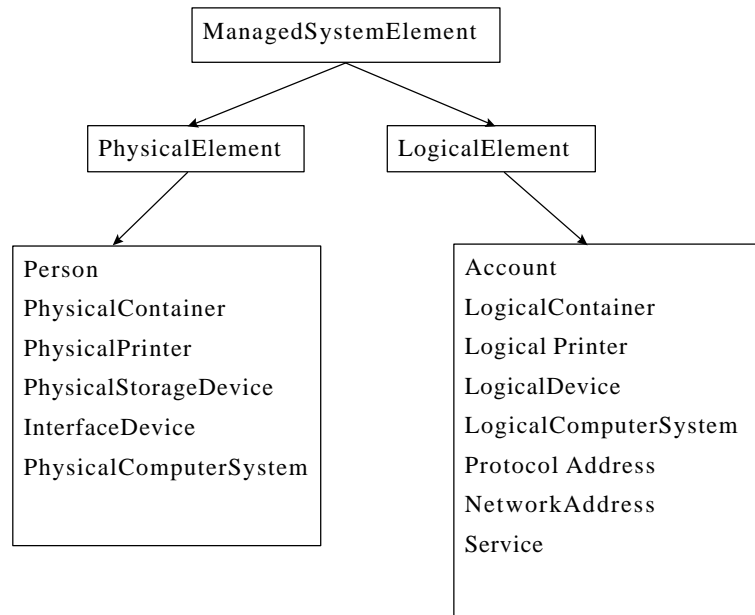 ManagedSystemElement
PhysicalElement
LogicalElement
Person
PhysicalContainer
PhysicalPrinter
PhysicalStorageDevice
InterfaceDevice
PhysicalComputerSystem
Account
LogicalContainer
Logical Printer
LogicalDevice
LogicalComputerSystem
Protocol Address
NetworkAddress
Service